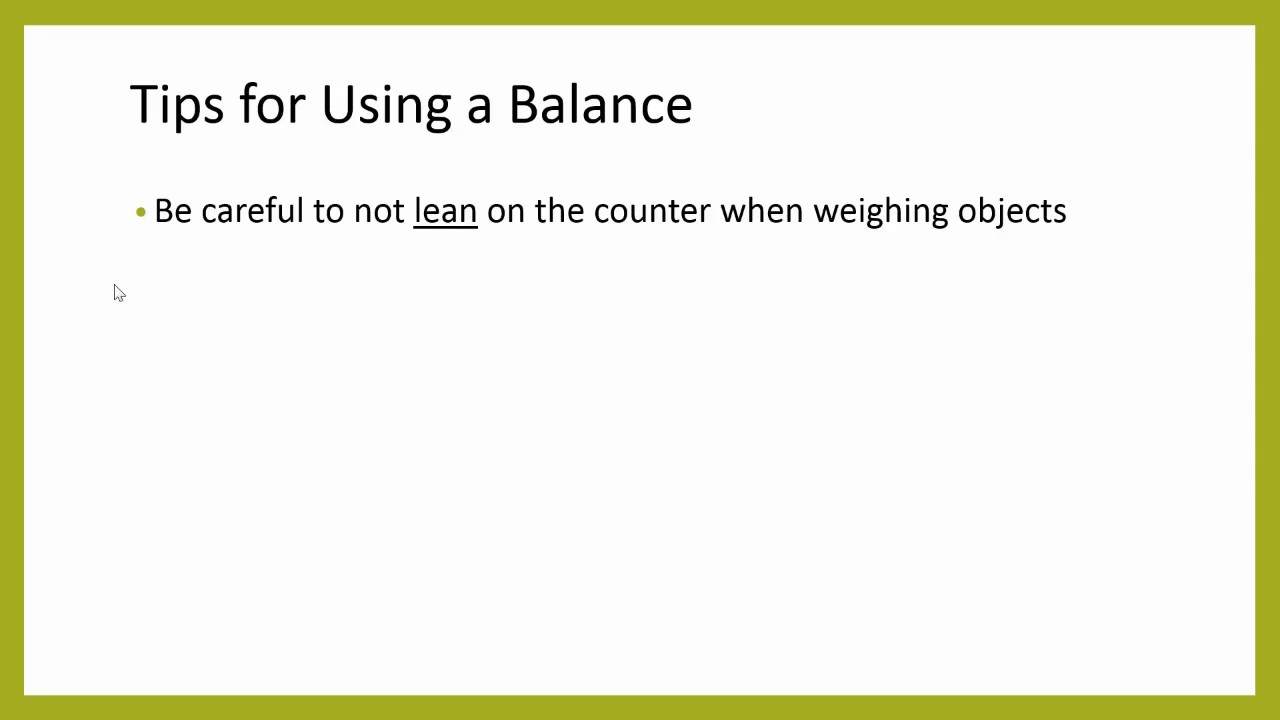 Tips for Using a Balance
• Be careful to not lean on the counter when weighing objects